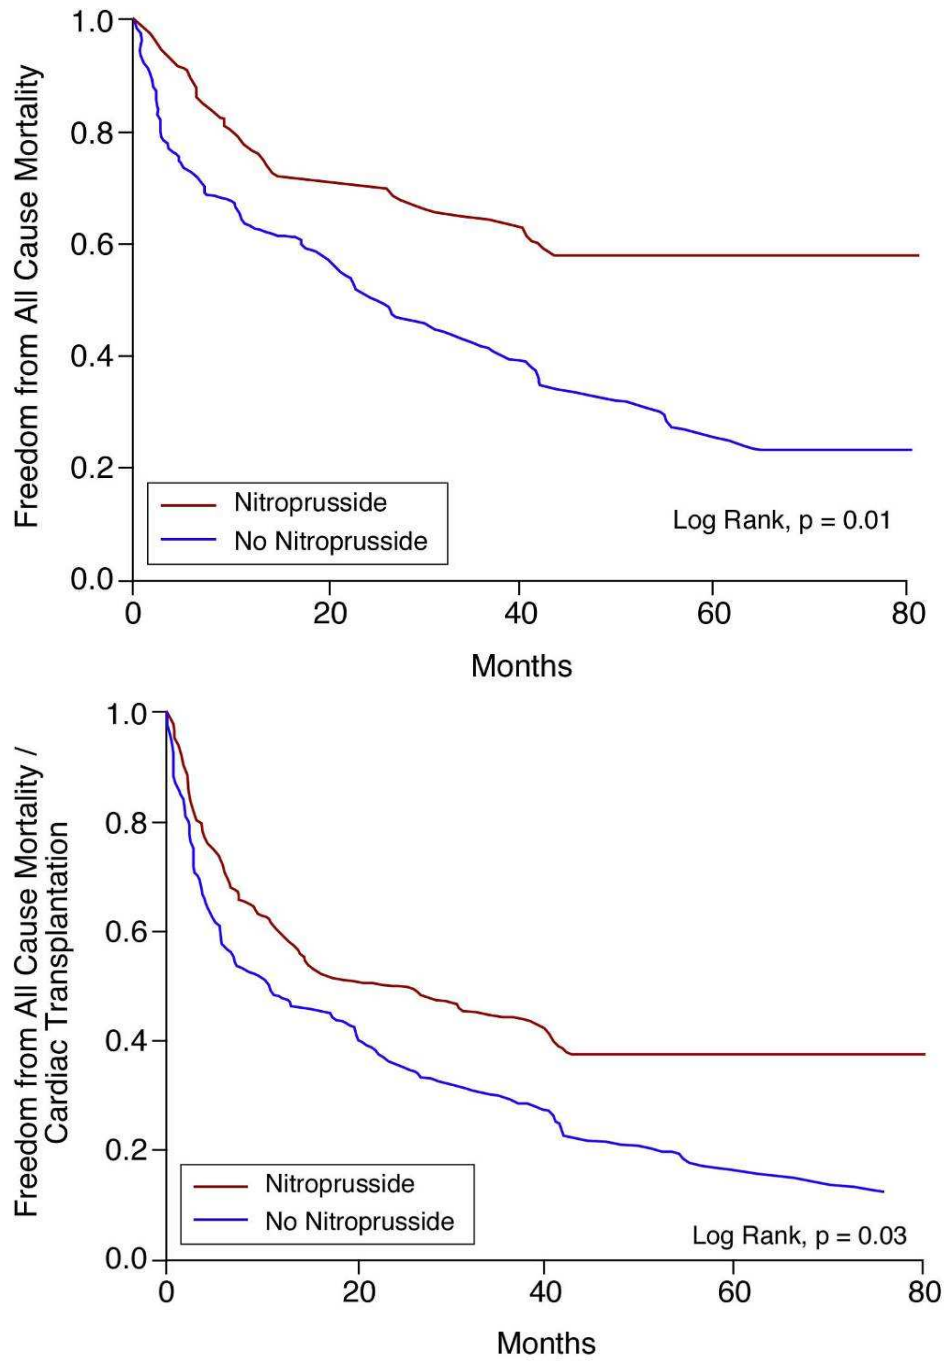 1.0
0.8
0.6
0.4
0.2
0.0
Freedom from All Cause Mortality
Nitroprusside
No Nitroprusside
Log Rank, p = 0.01
0 20 40 60 80
Months
1.0
0.8
0.6
0.4
0.2
0.0
Freedom from All Cause Mortality /
Cardiac Transplantation
Nitroprusside
No Nitroprusside
Log Rank, p = 0.03
0 20 40 60 80
Months